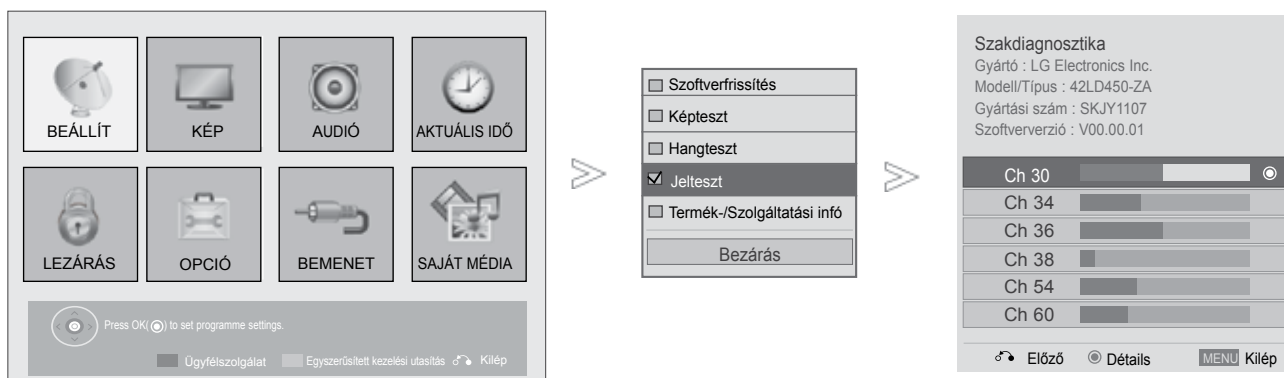 BEÁLLÍT
KÉP
AUDIÓ
AKTUÁLIS IDŐ
LEZÁRÁS
OPCIÓ
BEMENET
SAJÁT MÉDIA
Press OK(◉) to set programme settings.
Ügyfélszolgálat Egyszerűsített kezelési utasítás Kilép
Szoftverfrissítés
Képteszt
Hangteszt
Jelteszt
Termék-/Szolgáltatási infó
Bezárás
Szakdiagnosztika
Gyártó : LG Electronics Inc.
Modell/Típus : 42LD450-ZA
Gyártási szám : SKJY1107
Szoftververzió : V00.00.01
Ch 30
Ch 34
Ch 36
Ch 38
Ch 54
Ch 60
Előző Détails MENU Kilép